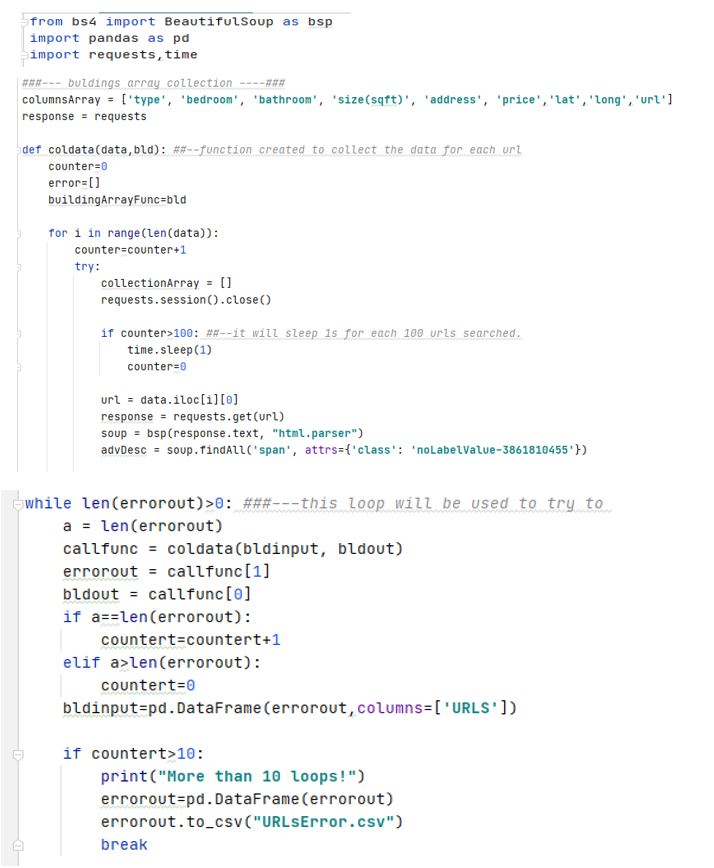 from bs4 import BeautifulSoup as bsp
import pandas as pd
import requests,time
###--- buldings array collection ----###
columnsArray = ['type', 'bedroom', 'bathroom', 'size(sqft)', 'address', 'price','lat','long','url']
response = requests
def coldata(data,bld): ##--function created to collect the data for each url
    counter=0
    error=[]
    buildingArrayFunc=bld
    for i in range(len(data)):
        counter=counter+1
        try:
            collectionArray = []
            requests.session().close()
            if counter>100: ##--it will sleep 1s for each 100 urls searched.
                time.sleep(1)
                counter=0
            url = data.iloc[i][0]
            response = requests.get(url)
            soup = bsp(response.text, "html.parser")
            advDesc = soup.findAll('span', attrs={'class': 'noLabelValue-3861810455'})
while len(errorout)>0: ###---this loop will be used to try to
    a = len(errorout)
    callfunc = coldata(bldinput, bldout)
    errorout = callfunc[1]
    bldout = callfunc[0]
    if a==len(errorout):
        countert=countert+1
    elif a>len(errorout):
        countert=0
    bldinput=pd.DataFrame(errorout,columns=['URLS'])
    if countert>10:
        print("More than 10 loops!")
        errorout=pd.DataFrame(errorout)
        errorout.to_csv("URLsError.csv")
        break